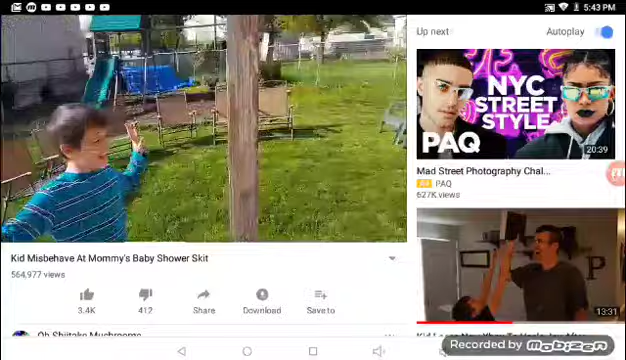 5:43 PM
Up next
Autoplay
NYC
STREET
STYLE
PAQ
20:39
Mad Street Photography Chal...
Ad PAQ
627K views
P
13:31
Kid Misbehave At Mommy's Baby Shower Skit
564,977 views
3.4K
412
Share
Download
Save to
Oh Shiitake Mushrooms
Recorded by MOBIZEN